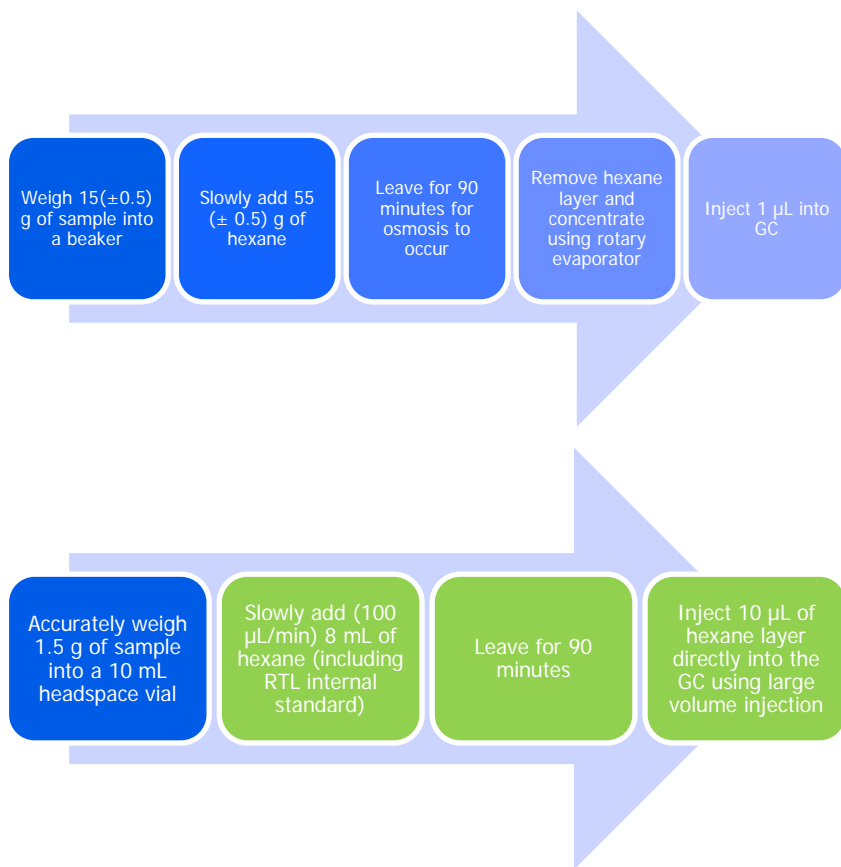 Weigh 15(±0.5)
g of sample into
a beaker
Slowly add 55
(± 0.5) g of
hexane
Leave for 90
minutes for
osmosis to
occur
Remove hexane
layer and
concentrate
using rotary
evaporator
Inject 1 µL into
GC
Accurately weigh
1.5 g of sample
into a 10 mL
headspace vial
Slowly add (100
µL/min) 8 mL of
hexane (including
RTL internal
standard)
Leave for 90
minutes
Inject 10 µL of
hexane layer
directly into the
GC using large
volume injection